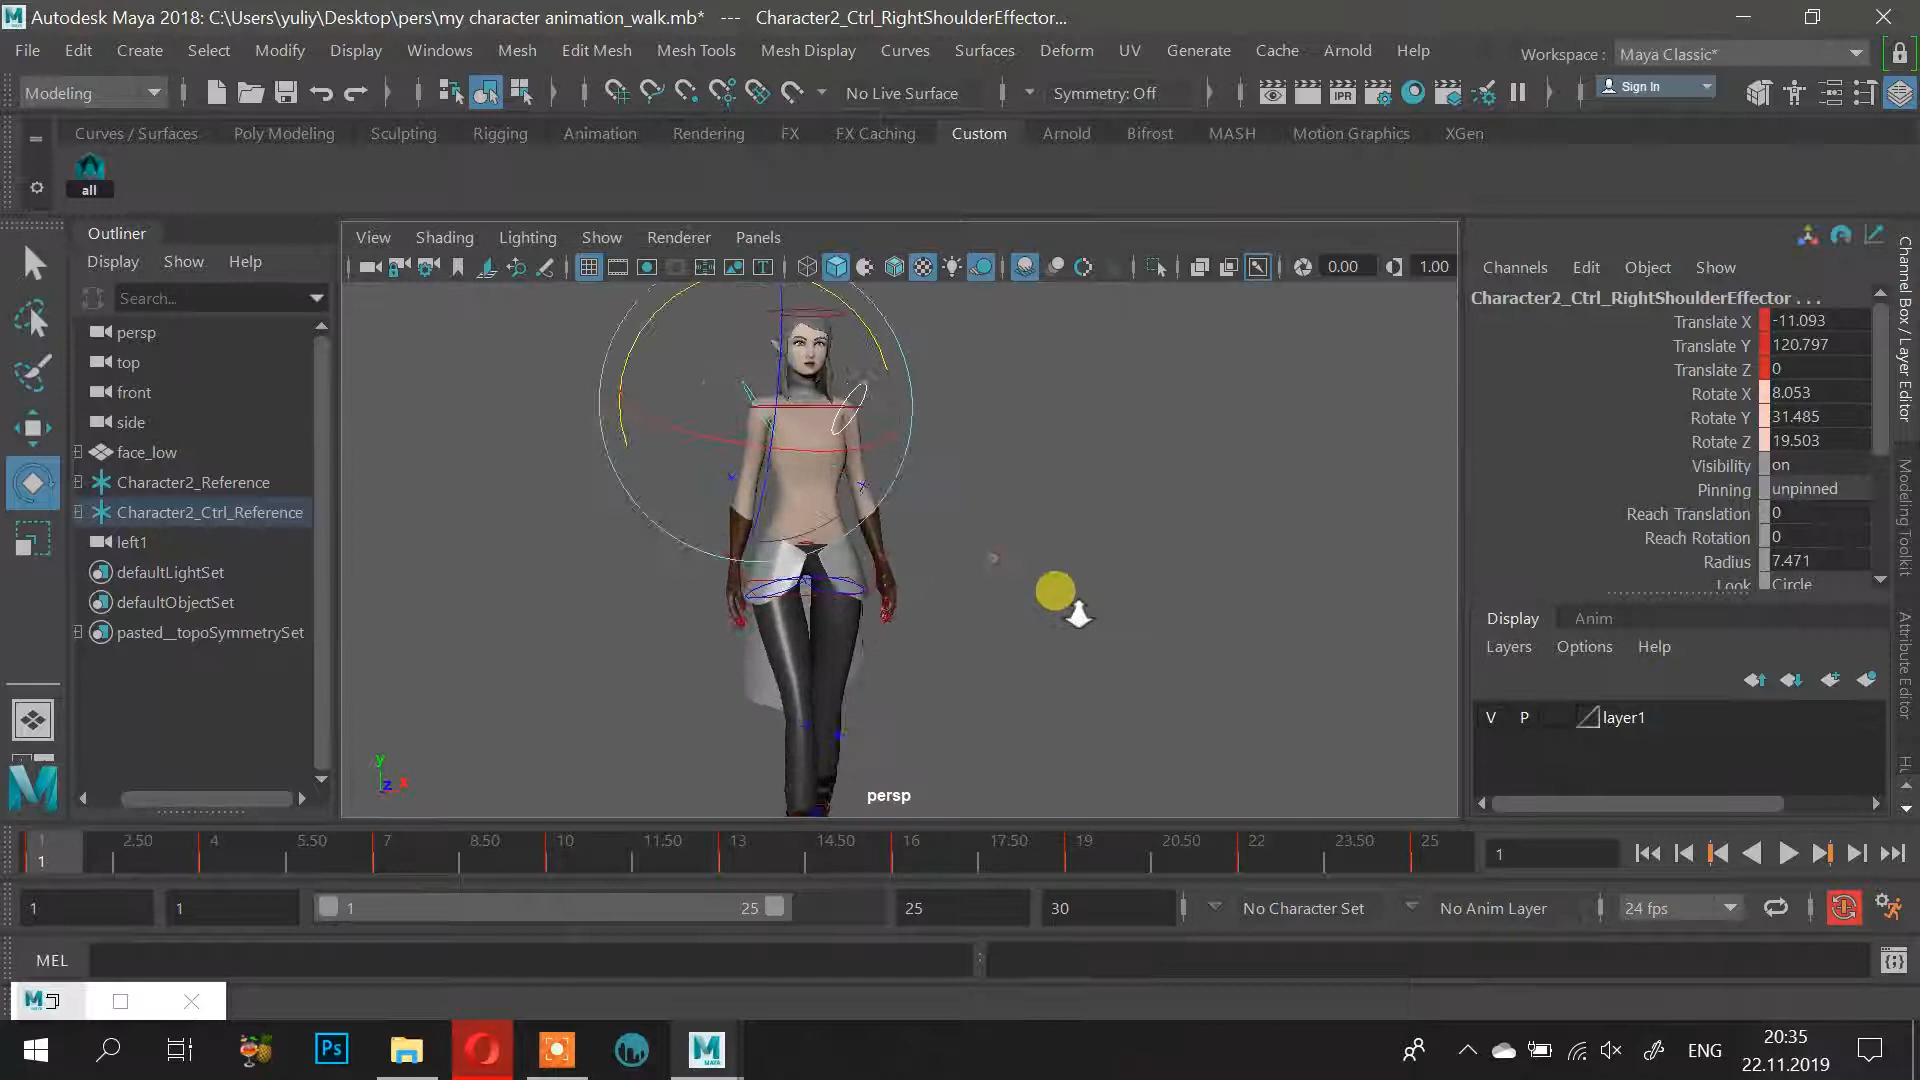 Autodesk Maya 2018: C:\Users\yuliy\Desktop\pers\my character animation_walk.mb* --- Character2_Ctrl_RightShoulderEffector...
File Edit Create Select Modify Display Windows Mesh Edit Mesh Mesh Tools Mesh Display Curves Surfaces Deform UV Generate Cache Arnold Help Workspace : Maya Classic*
Modeling No Live Surface Symmetry: Off IPR Sign In
Curves / Surfaces Poly Modeling Sculpting Rigging Animation Rendering FX FX Caching Custom Arnold Bifrost MASH Motion Graphics XGen
all
Outliner
Display Show Help
Search...
persp
top
front
side
face_low
Character2_Reference
Character2_Ctrl_Reference
left1
defaultLightSet
defaultObjectSet
pasted__topoSymmetrySet
View Shading Lighting Show Renderer Panels
0.00 1.00
y
z x
persp
Channels Edit Object Show
Character2_Ctrl_RightShoulderEffector . . .
Translate X -11.093
Translate Y 120.797
Translate Z 0
Rotate X 8.053
Rotate Y 31.485
Rotate Z 19.503
Visibility on
Pinning unpinned
Reach Translation 0
Reach Rotation 0
Radius 7.471
Look Circle
Display Anim
Layers Options Help
V P layer1
Channel Box / Layer Editor
Modeling Toolkit
Attribute Editor
1 2.50 4 5.50 7 8.50 10 11.50 13 14.50 16 17.50 19 20.50 22 23.50 25
1
1
1 1 1 25 25 30 No Character Set No Anim Layer 24 fps
MEL
M
Ps
MAYA
ENG
20:35
22.11.2019